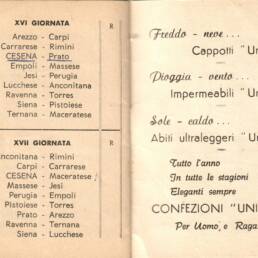 XVI GIORNATA
R
Arezzo - Carpi
Carrarese - Rimini
CESENA - Prato
Empoli - Massese
Jesi - Perugia
Lucchese - Anconitana
Ravenna - Torres
Siena - Pistoiese
Ternana - Maceratese
XVII GIORNATA
R
Anconitana - Rimini
Carpi - Carrarese
CESENA - Maceratese
Massese - Jesi
Perugia - Empoli
Pistoiese - Lucchese
Prato - Arezzo
Ravenna - Ternana
Siena - Torres
Freddo - neve...
Cappotti "Un
Pioggia - vento...
Impermeabili "Un
Sole - caldo...
Abiti ultraleggeri "Un
Tutto l'anno
In tutte le stagioni
Eleganti sempre
CONFEZIONI "UNI
Per Uomo e Raga